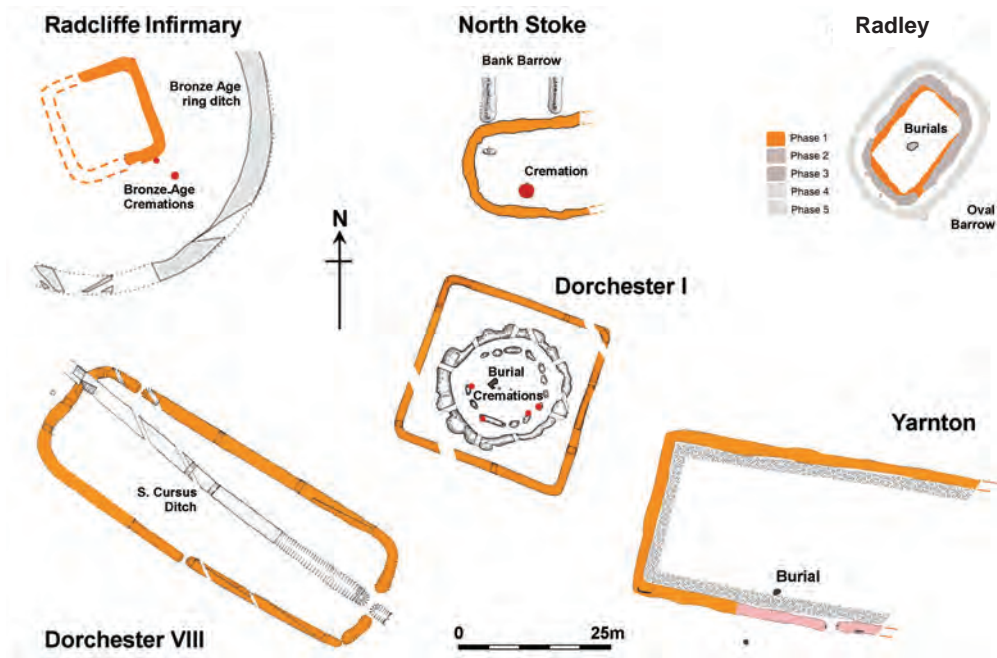 Radcliffe Infirmary
Bronze Age
ring ditch
Bronze Age
Cremations
North Stoke
Bank Barrow
Cremation
Radley
Phase 1
Phase 2
Phase 3
Phase 4
Phase 5
Burials
Oval
Barrow
N
Dorchester I
Burial
Cremations
S. Cursus
Ditch
Dorchester VIII
Yarnton
Burial
0 25m